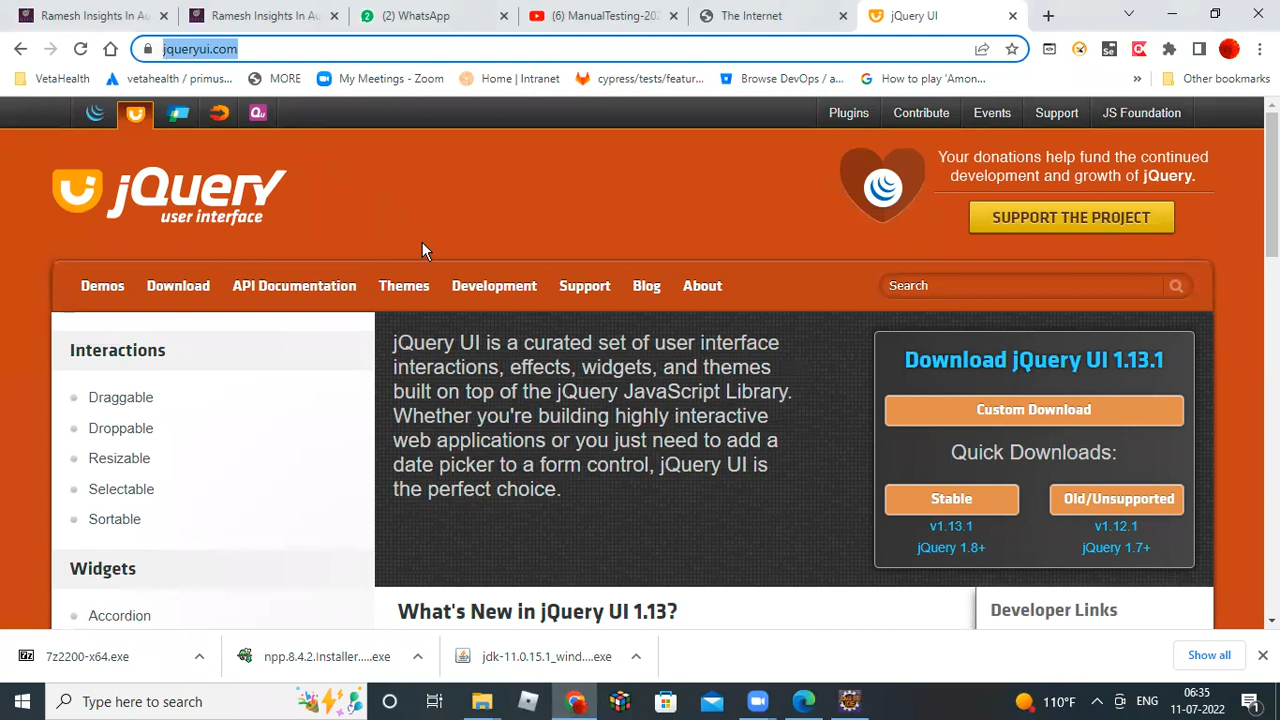 Ramesh Insights In Au
Ramesh Insights In Au
(2) WhatsApp
(6) ManualTesting-202
The Internet
jQuery UI
jqueryui.com
VetaHealth
vetahealth / primus...
MORE
My Meetings - Zoom
Home | Intranet
cypress/tests/featur...
Browse DevOps / a...
How to play 'Amon...
»
Other bookmarks
Plugins
Contribute
Events
Support
JS Foundation
jQuery
user interface
Your donations help fund the continued
development and growth of jQuery.
SUPPORT THE PROJECT
Demos
Download
API Documentation
Themes
Development
Support
Blog
About
Search
Interactions
Draggable
Droppable
Resizable
Selectable
Sortable
Widgets
Accordion
jQuery UI is a curated set of user interface
interactions, effects, widgets, and themes
built on top of the jQuery JavaScript Library.
Whether you're building highly interactive
web applications or you just need to add a
date picker to a form control, jQuery UI is
the perfect choice.
Download jQuery UI 1.13.1
Custom Download
Quick Downloads:
Stable
v1.13.1
jQuery 1.8+
Old/Unsupported
v1.12.1
jQuery 1.7+
What's New in jQuery UI 1.13?
Developer Links
7z2200-x64.exe
npp.8.4.2.Installer.....exe
jdk-11.0.15.1_wind....exe
Show all
Type here to search
110°F
ENG
06:35
11-07-2022